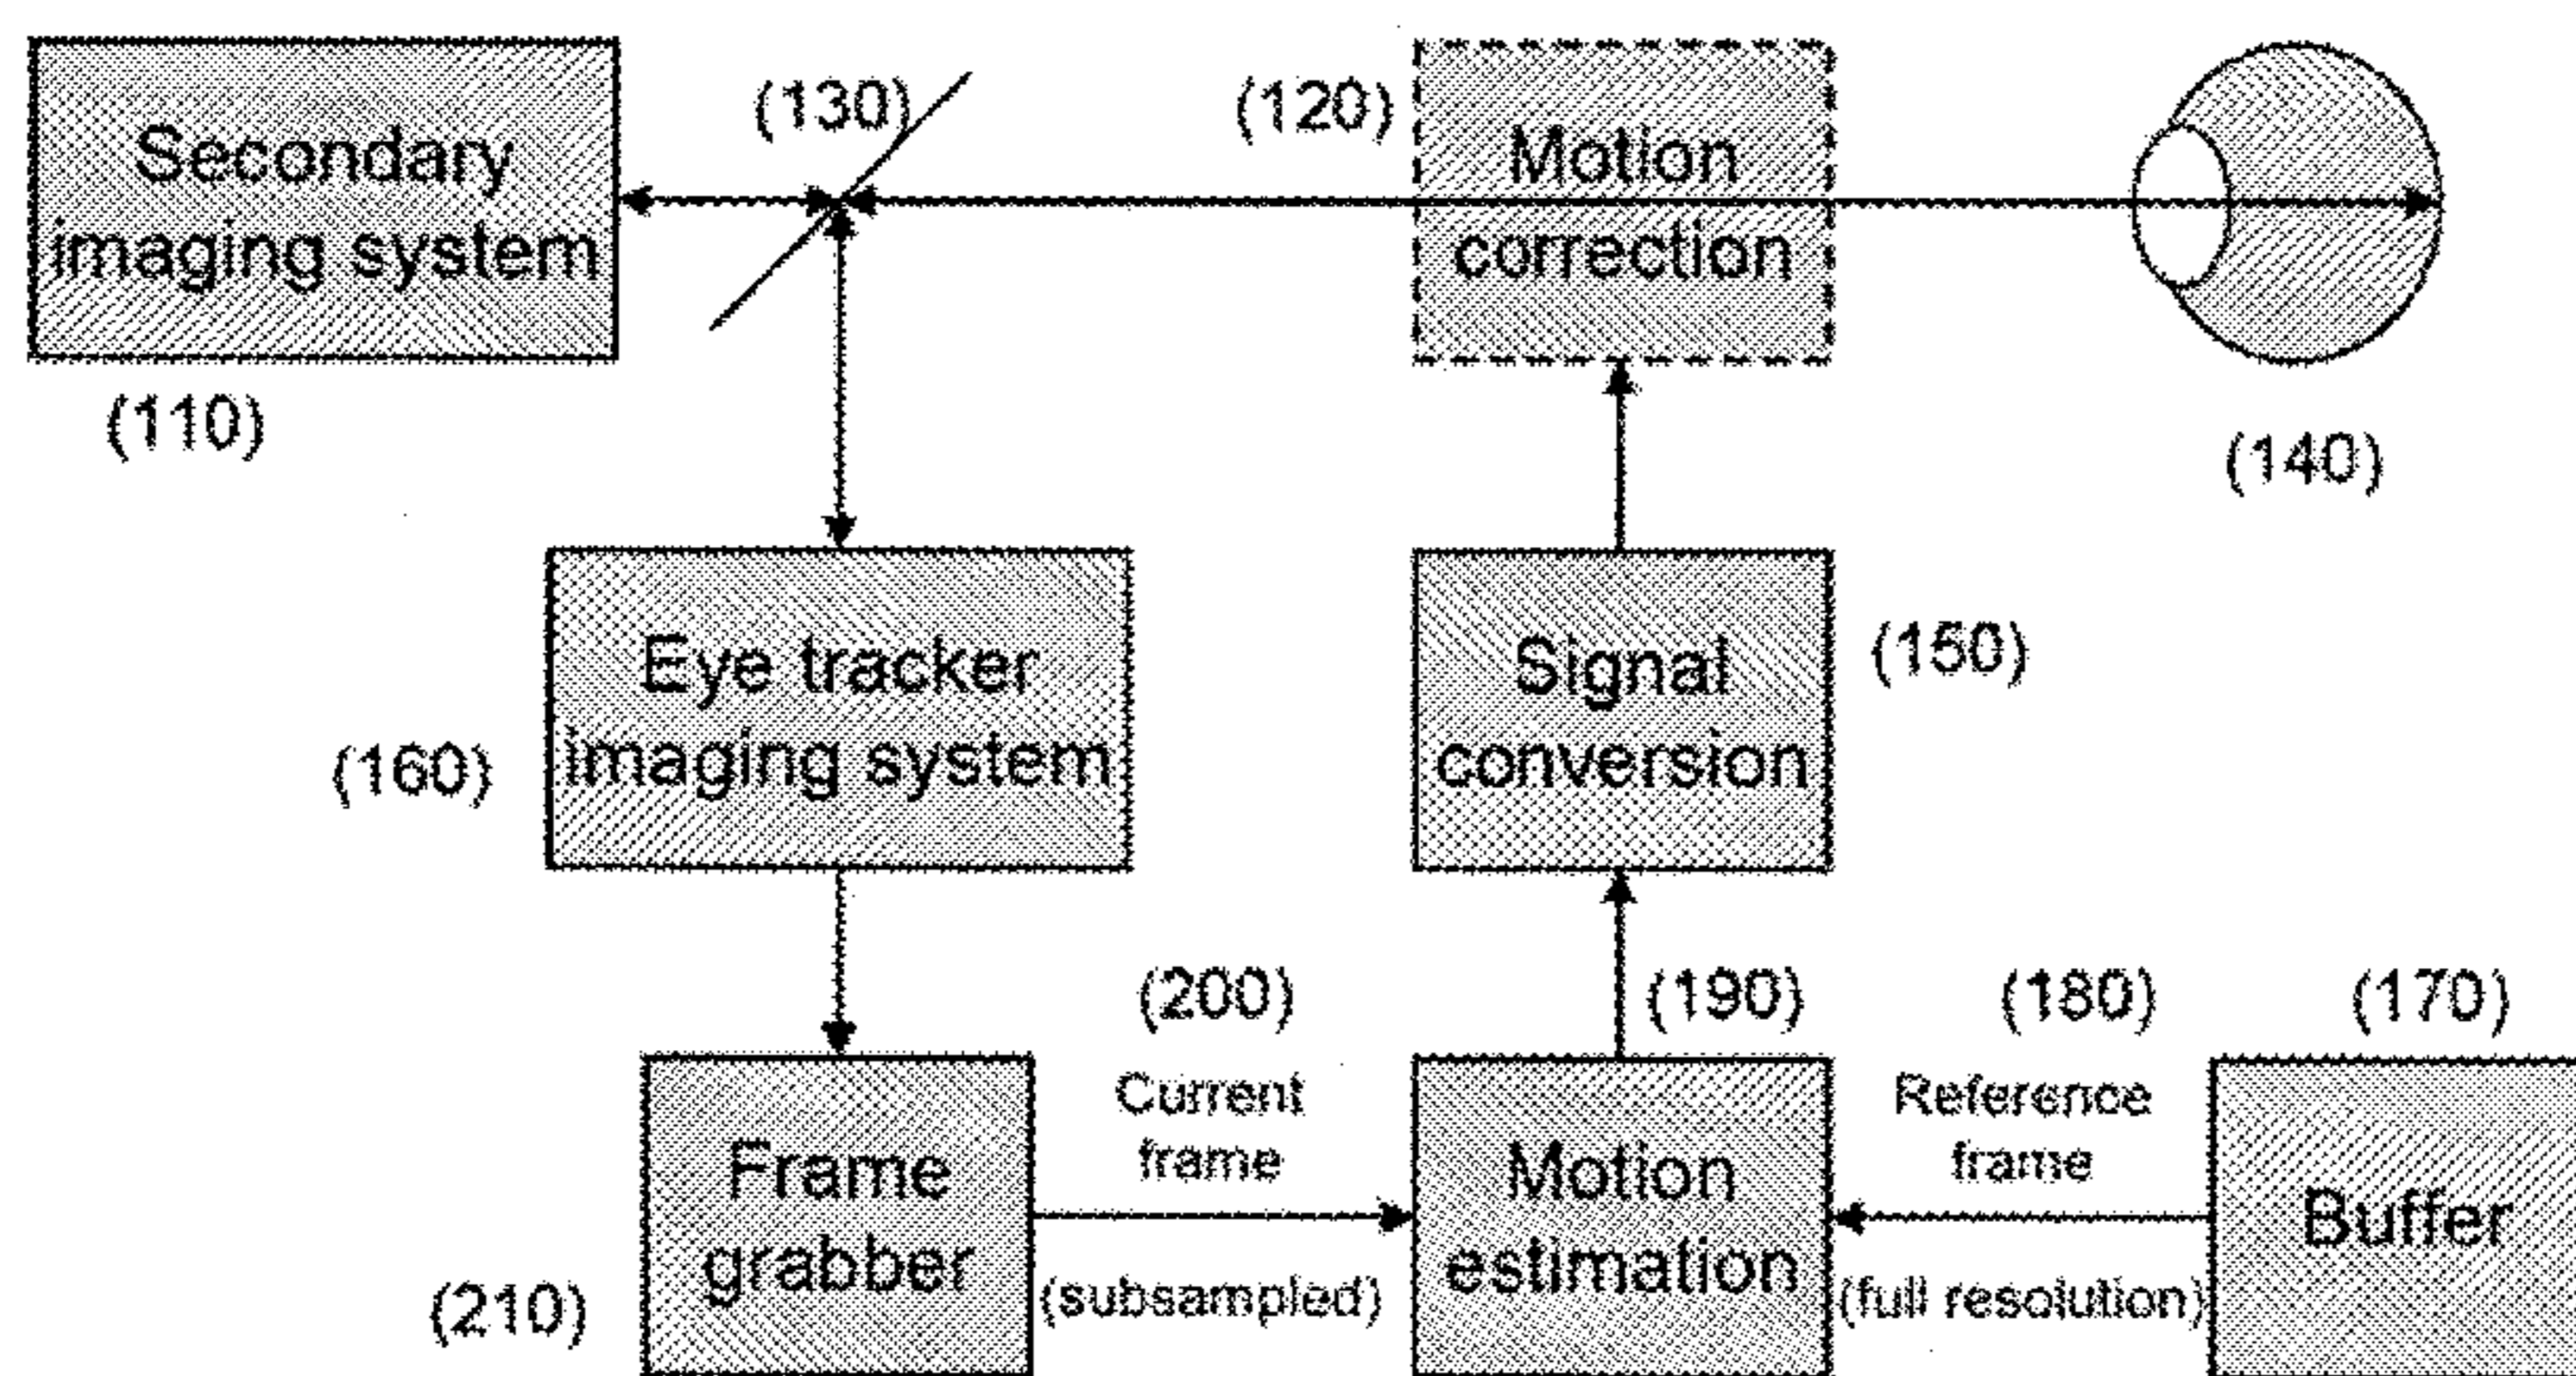 Secondary
imaging system
(110)
(130)
(120)
Motion
correction
(140)
Eye tracker
imaging system
(160)
Signal
conversion
(150)
Frame
grabber
(210)
(200)
Current
frame
(subsampled)
Motion
estimation
(190)
(180)
Reference
frame
(full resolution)
(170)
Buffer